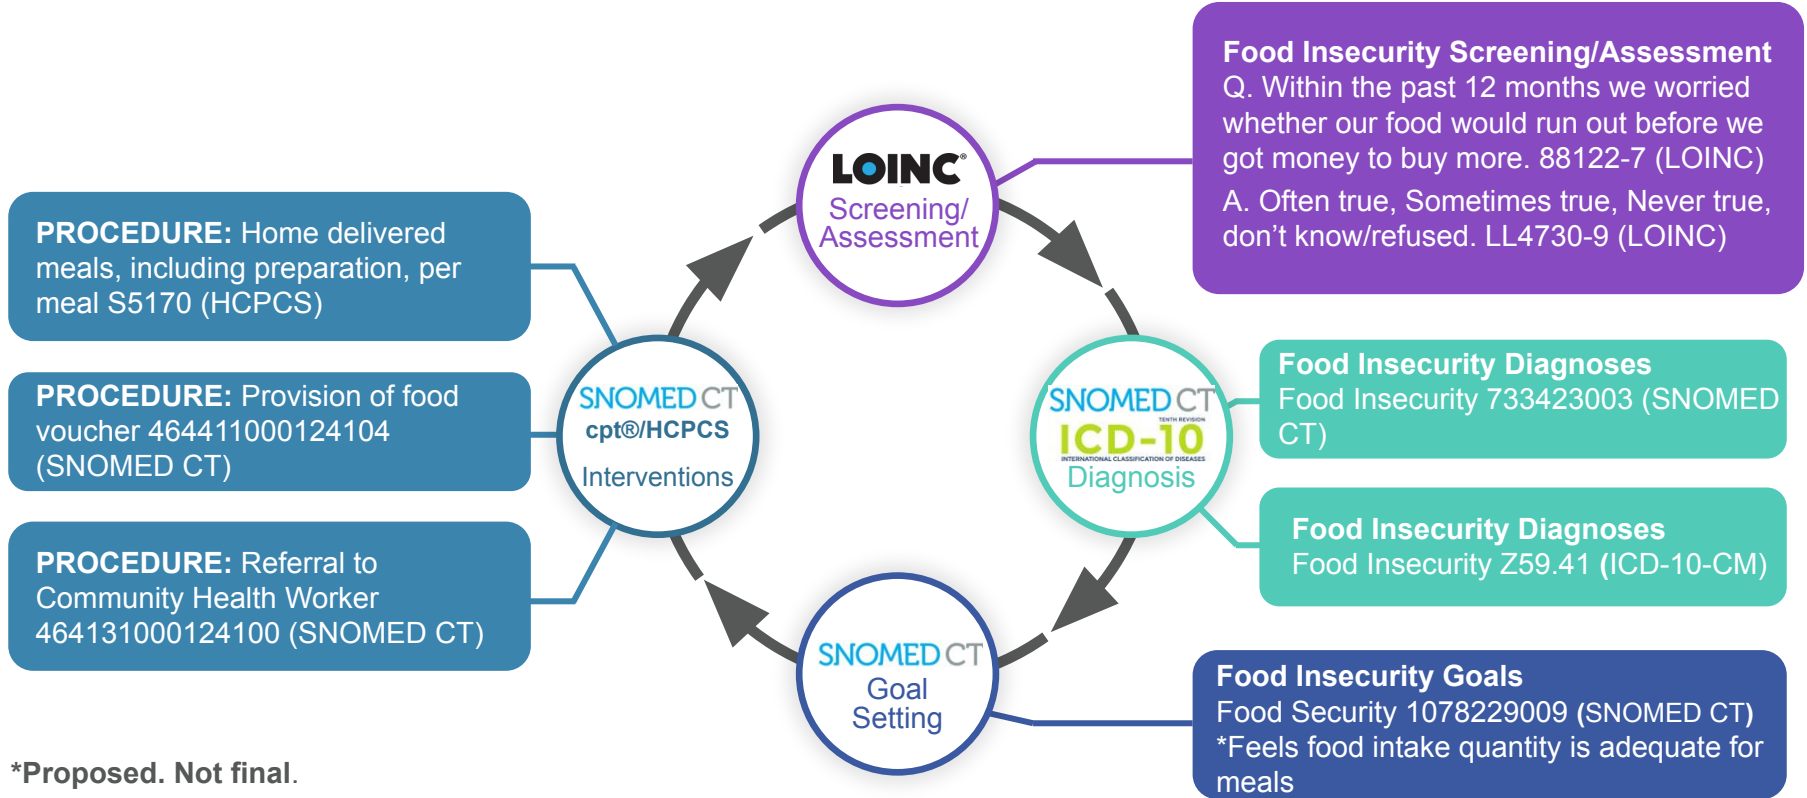 Food Insecurity Screening/Assessment
Q. Within the past 12 months we worried
whether our food would run out before we
got money to buy more. 88122-7 (LOINC)
A. Often true, Sometimes true, Never true,
don’t know/refused. LL4730-9 (LOINC)
LOINC®
Screening/
Assessment
PROCEDURE: Home delivered
meals, including preparation, per
meal S5170 (HCPCS)
PROCEDURE: Provision of food
voucher 464411000124104
(SNOMED CT)
PROCEDURE: Referral to
Community Health Worker
464131000124100 (SNOMED CT)
SNOMED CT
cpt®/HCPCS
Interventions
SNOMED CT
TENTH REVISION
ICD-10
INTERNATIONAL CLASSIFICATION OF DISEASES
Diagnosis
Food Insecurity Diagnoses
Food Insecurity 733423003 (SNOMED
CT)
Food Insecurity Diagnoses
Food Insecurity Z59.41 (ICD-10-CM)
SNOMED CT
Goal
Setting
Food Insecurity Goals
Food Security 1078229009 (SNOMED CT)
*Feels food intake quantity is adequate for
meals
*Proposed. Not final.